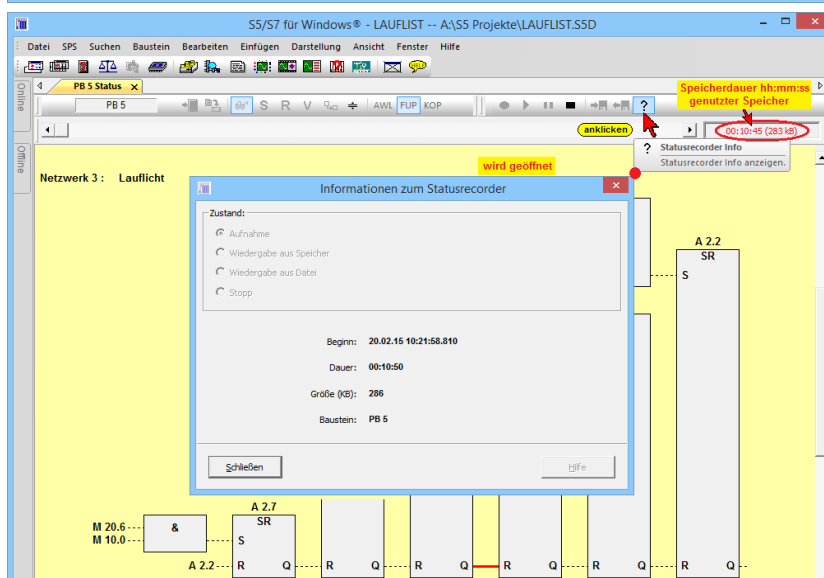 S5/S7 für Windows® - LAUFLIST -- A:\S5 Projekte\LAUFLIST.S5D
Datei SPS Suchen Baustein Bearbeiten Einfügen Darstellung Ansicht Fenster Hilfe
Online
Offline
PB 5 Status x
Speicherdauer hh:mm:ss
genutzter Speicher
PB 5
S R V AWL FUP KOP ?
anklicken
00:10:45 (283 kB)
? Statusrecorder Info
Statusrecorder Info anzeigen.
wird geöffnet
Netzwerk 3 : Lauflicht
Informationen zum Statusrecorder
Zustand:
Aufnahme
Wiedergabe aus Speicher
Wiedergabe aus Datei
Stopp
Beginn: 20.02.15 10:21:58.810
Dauer: 00:10:50
Größe (KB): 286
Baustein: PB 5
Schließen
Hilfe
A 2.2
SR
S
A 2.7
SR
M 20.6
&
M 10.0
S
A 2.2 R Q R Q R Q R Q R Q R Q